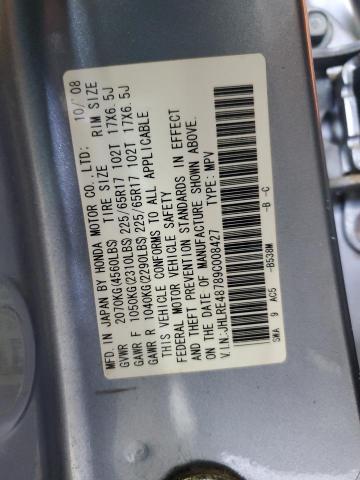 MFD. IN JAPAN BY HONDA MOTOR CO.,LTD: 10/'08
TIRE SIZE RIM SIZE
GVWR 2070KG(4560LBS)
GAWR F 1050KG(2310LBS) 225/65R17 102T 17X6.5J
GAWR R 1040KG(2290LBS) 225/65R17 102T 17X6.5J
THIS VEHICLE CONFORMS TO ALL APPLICABLE
FEDERAL MOTOR VEHICLE SAFETY
AND THEFT PREVENTION STANDARDS IN EFFECT
ON THE DATE OF MANUFACTURE SHOWN ABOVE.
V.I.N:JHLRE48789C008427 TYPE: MPV
-B -C
SWA 9 AC5 -B538M